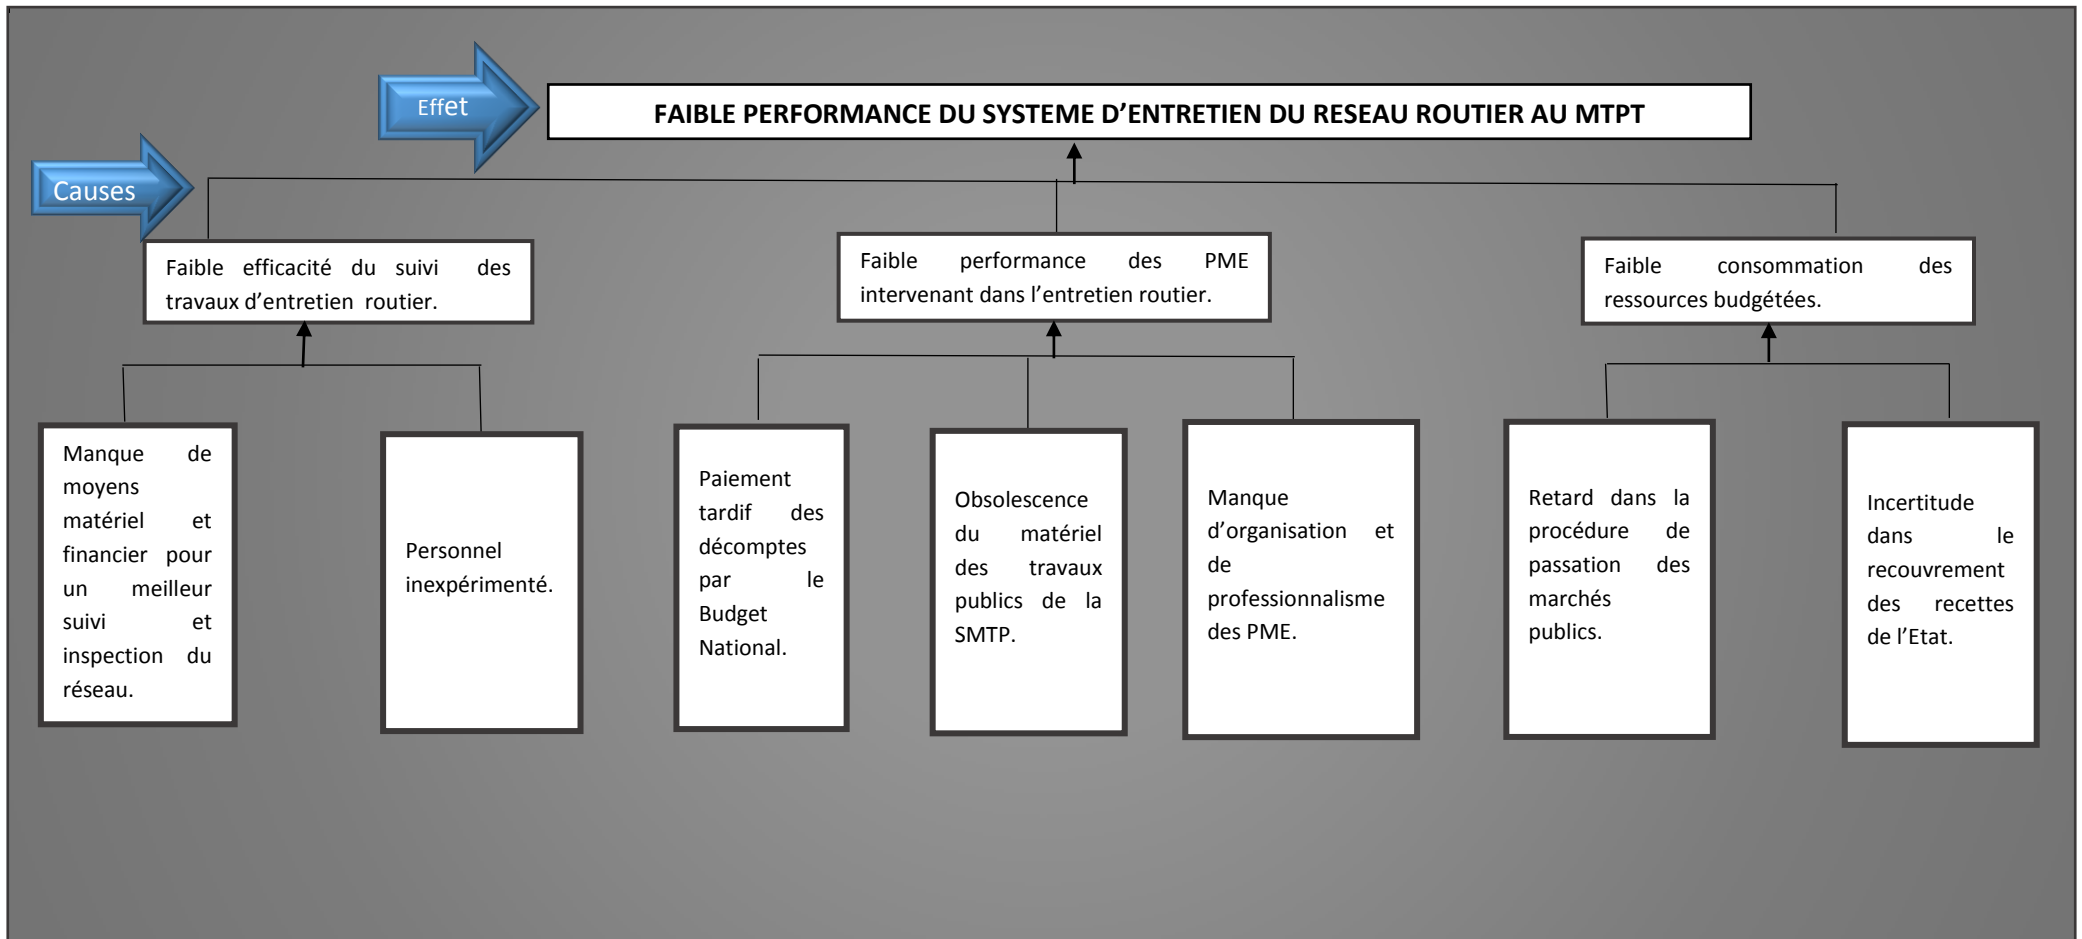 Effet
FAIBLE PERFORMANCE DU SYSTEME D’ENTRETIEN DU RESEAU ROUTIER AU MTPT
Causes
Faible efficacité du suivi des
travaux d’entretien routier.
Faible performance des PME
intervenant dans l’entretien routier.
Faible consommation des
ressources budgétées.
Manque de
moyens
matériel et
financier pour
un meilleur
suivi et
inspection du
réseau.
Personnel
inexpérimenté.
Paiement
tardif des
décomptes
par le
Budget
National.
Obsolescence
du matériel
des travaux
publics de la
SMTP.
Manque
d’organisation et
de
professionnalisme
des PME.
Retard dans la
procédure de
passation des
marchés
publics.
Incertitude
dans le
recouvrement
des recettes
de l’Etat.